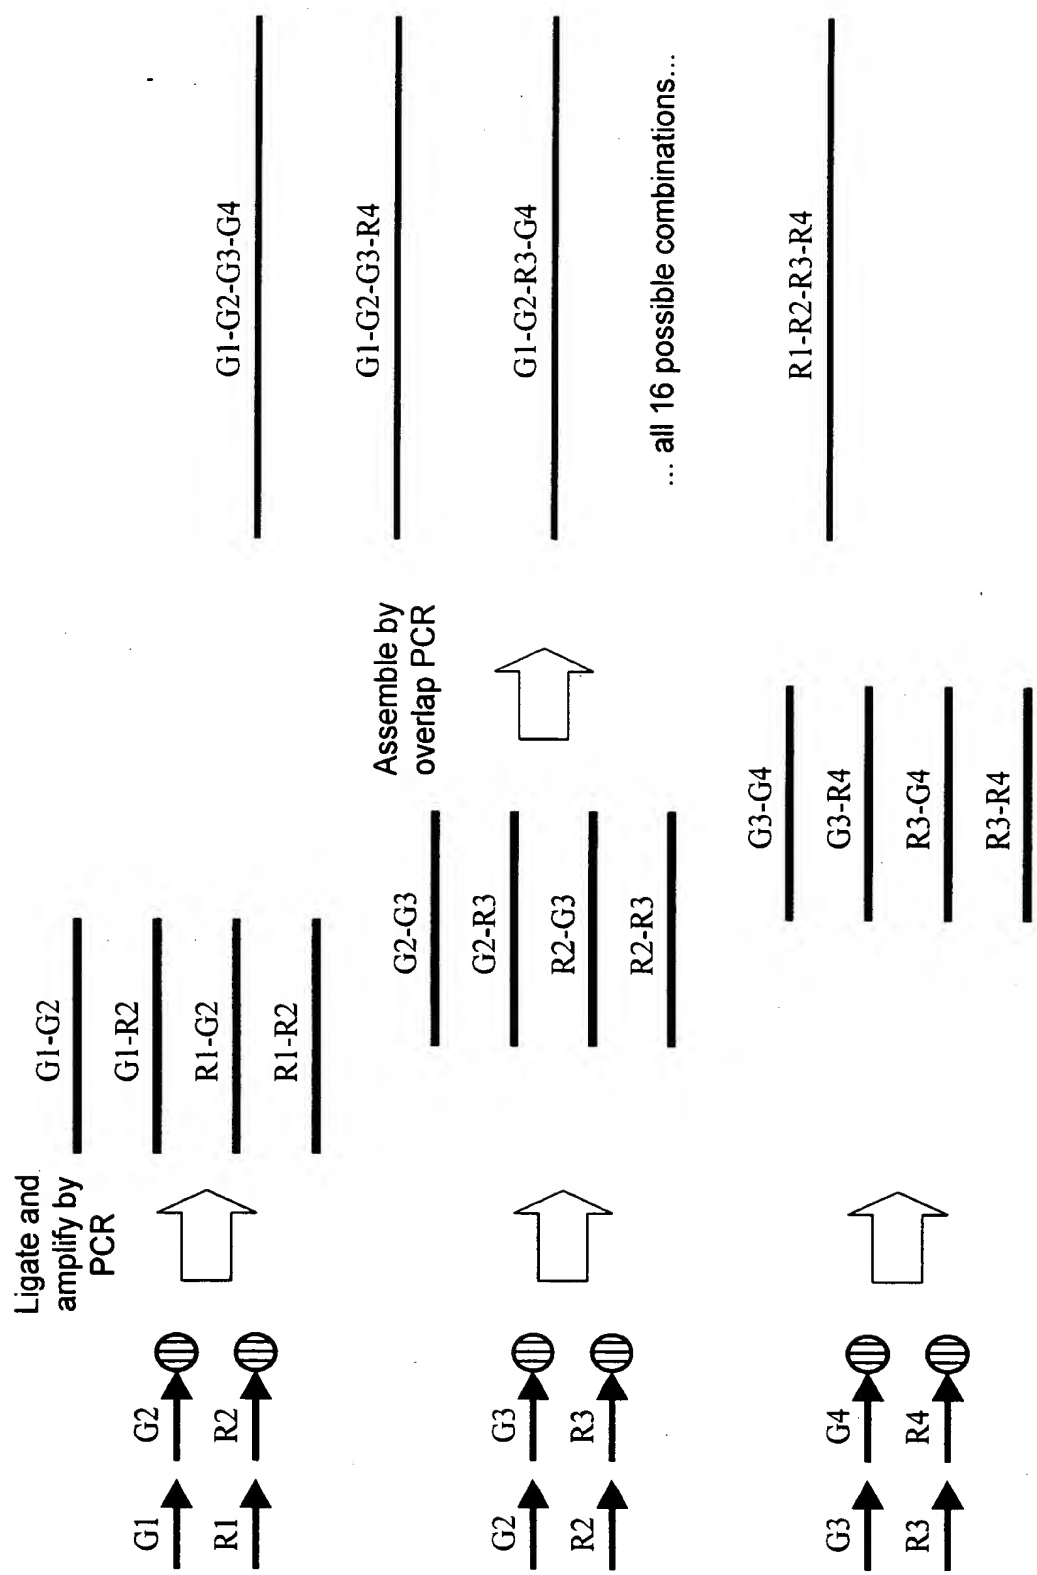 Ligate and
amplify by
PCR
G1
G2
R1
R2
G1-G2
G1-R2
R1-G2
R1-R2
G2
G3
R2
R3
G2-G3
G2-R3
R2-G3
R2-R3
G3
G4
R3
R4
G3-G4
G3-R4
R3-G4
R3-R4
Assemble by
overlap PCR
G1-G2-G3-G4
G1-G2-G3-R4
G1-G2-R3-G4
... all 16 possible combinations...
R1-R2-R3-R4